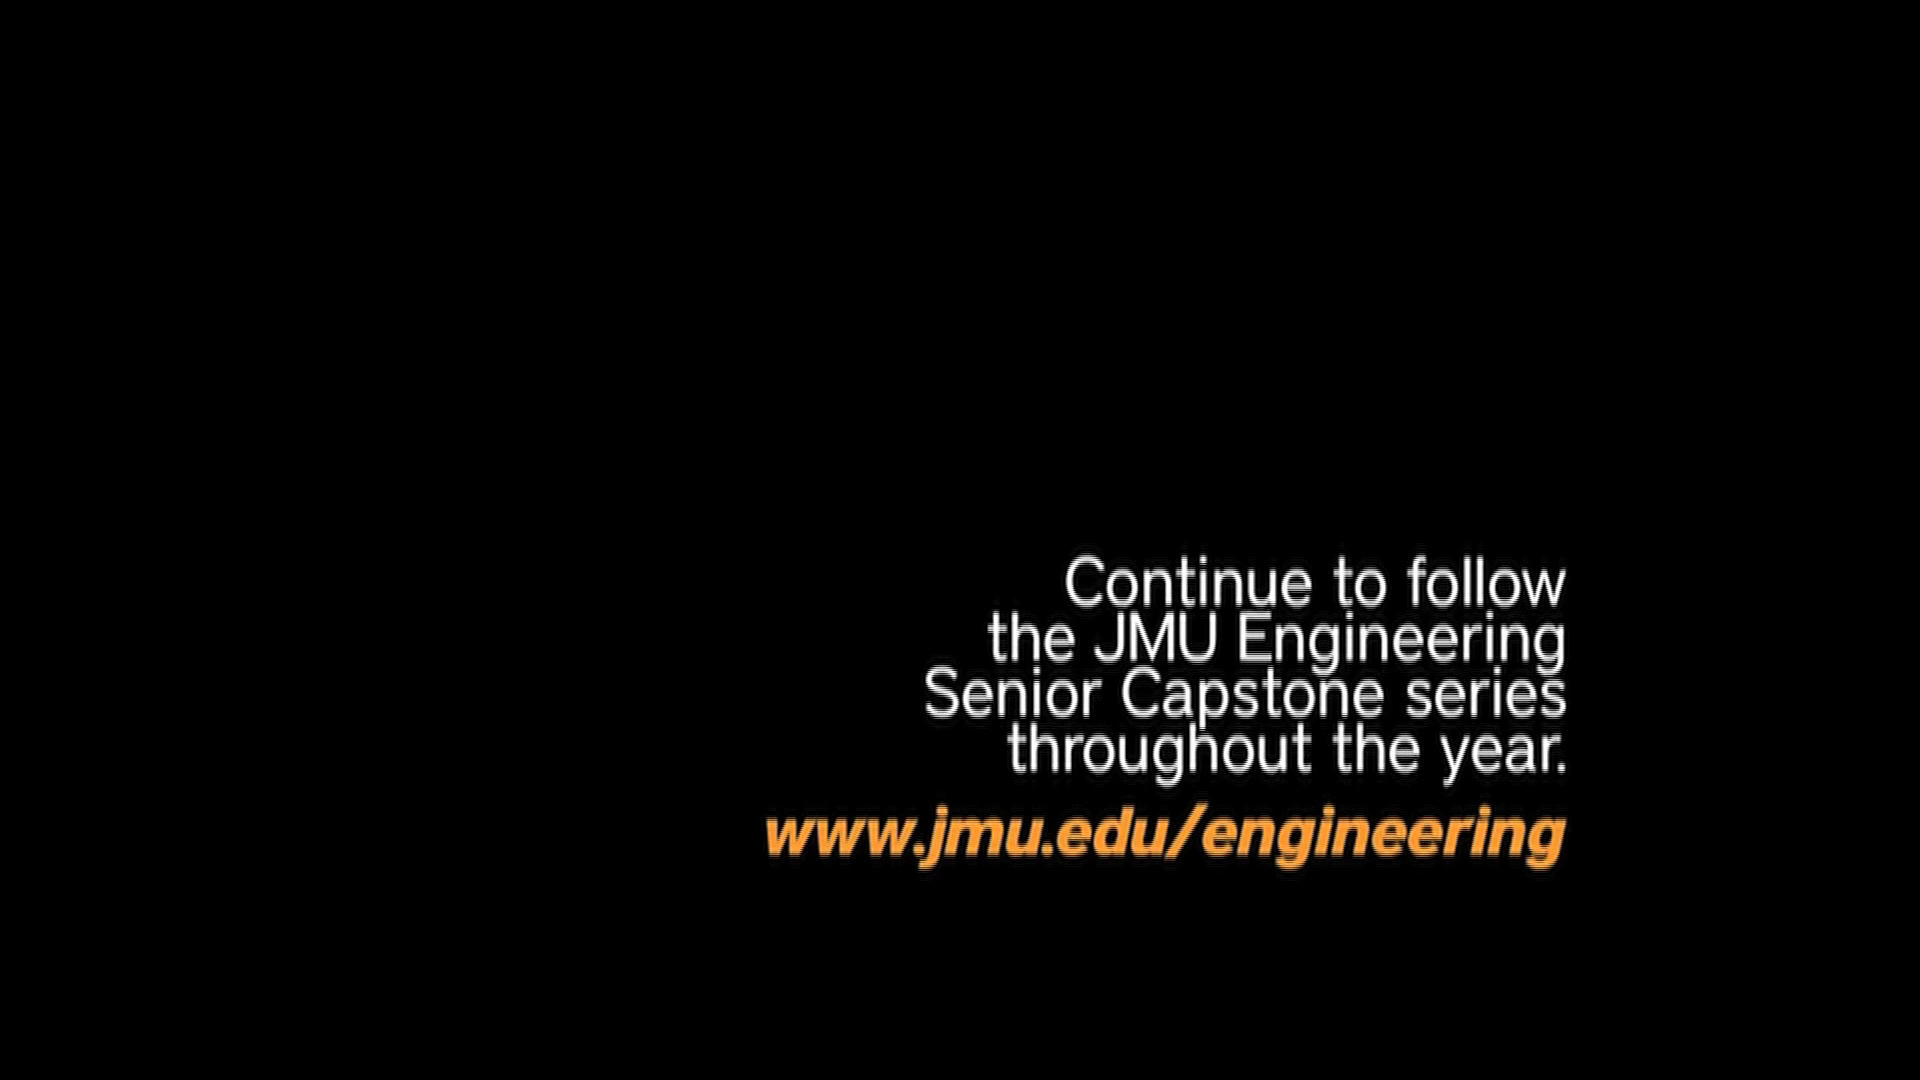 Continue to follow
the JMU Engineering
Senior Capstone series
throughout the year.
www.jmu.edu/engineering